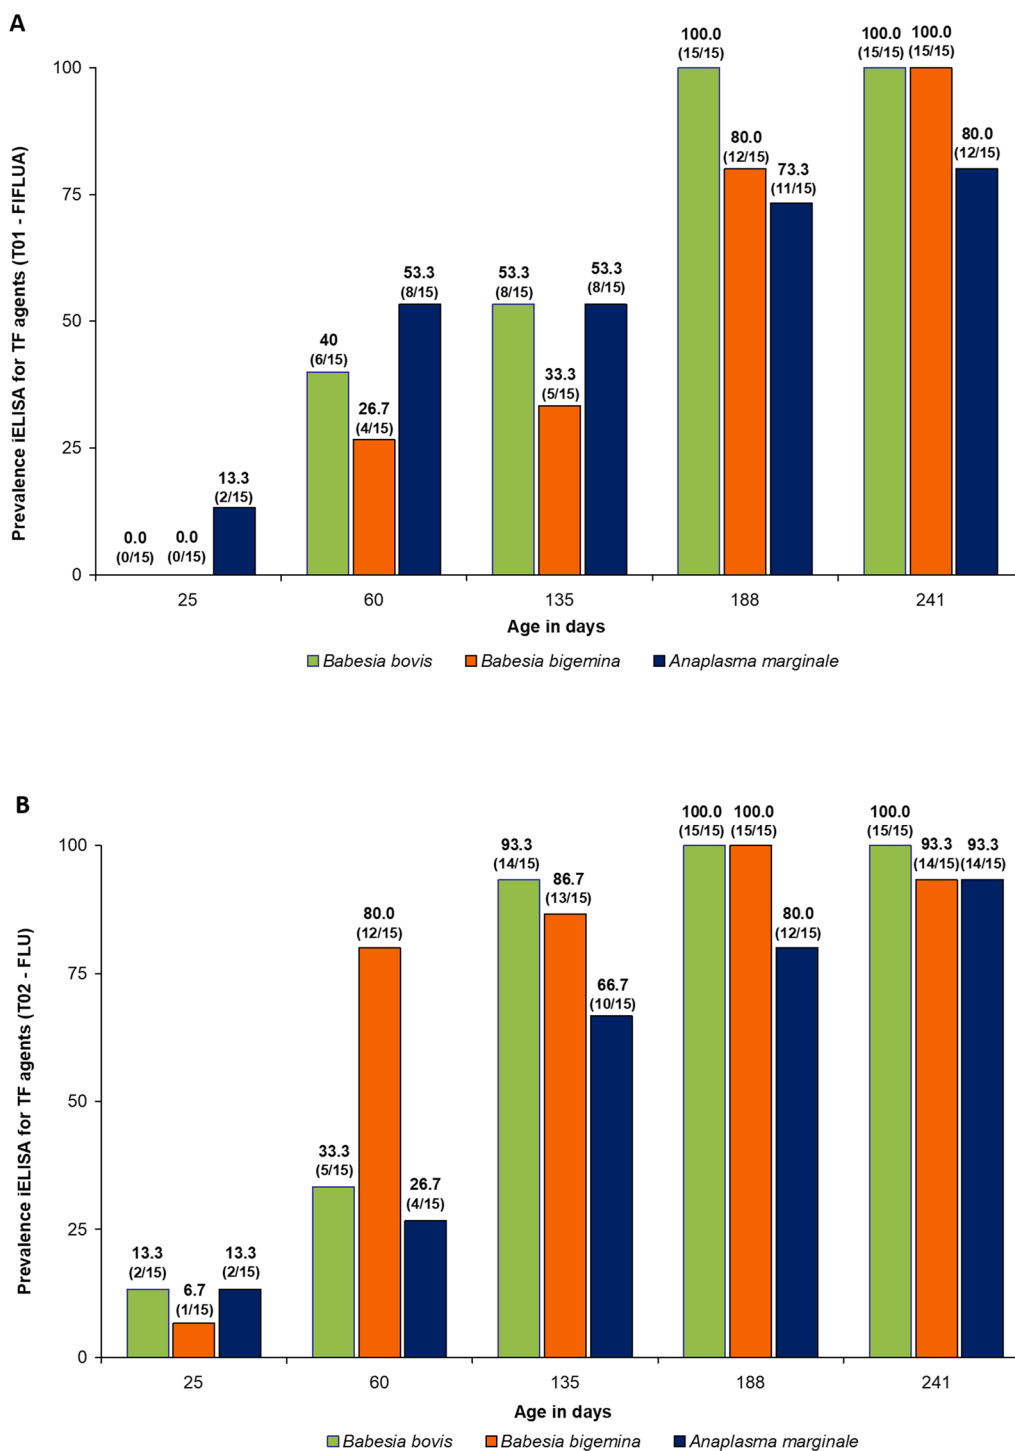 A
Prevalence iELISA for TF agents (T01 - FIFLUA)
100.0 100.0 100.0
(15/15) (15/15) (15/15)
100
80.0 80.0
(12/15) (12/15)
73.3
(11/15)
75
53.3 53.3 53.3
(8/15) (8/15) (8/15)
50
40
(6/15)
33.3
(5/15)
26.7
(4/15)
25
13.3
(2/15)
0.0 0.0
(0/15) (0/15)
0
25 60 135 188 241
Age in days
Babesia bovis Babesia bigemina Anaplasma marginale
B
Prevalence iELISA for TF agents (T02 - FLU)
100.0 100.0 100.0
(15/15) (15/15) (15/15)
100
93.3 93.3 93.3
(14/15) (14/15) (14/15)
86.7
(13/15)
80.0 80.0
(12/15) (12/15)
75
66.7
(10/15)
50
33.3
(5/15)
26.7
(4/15)
25
13.3 13.3
(2/15) (2/15)
6.7
(1/15)
0
25 60 135 188 241
Age in days
Babesia bovis Babesia bigemina Anaplasma marginale